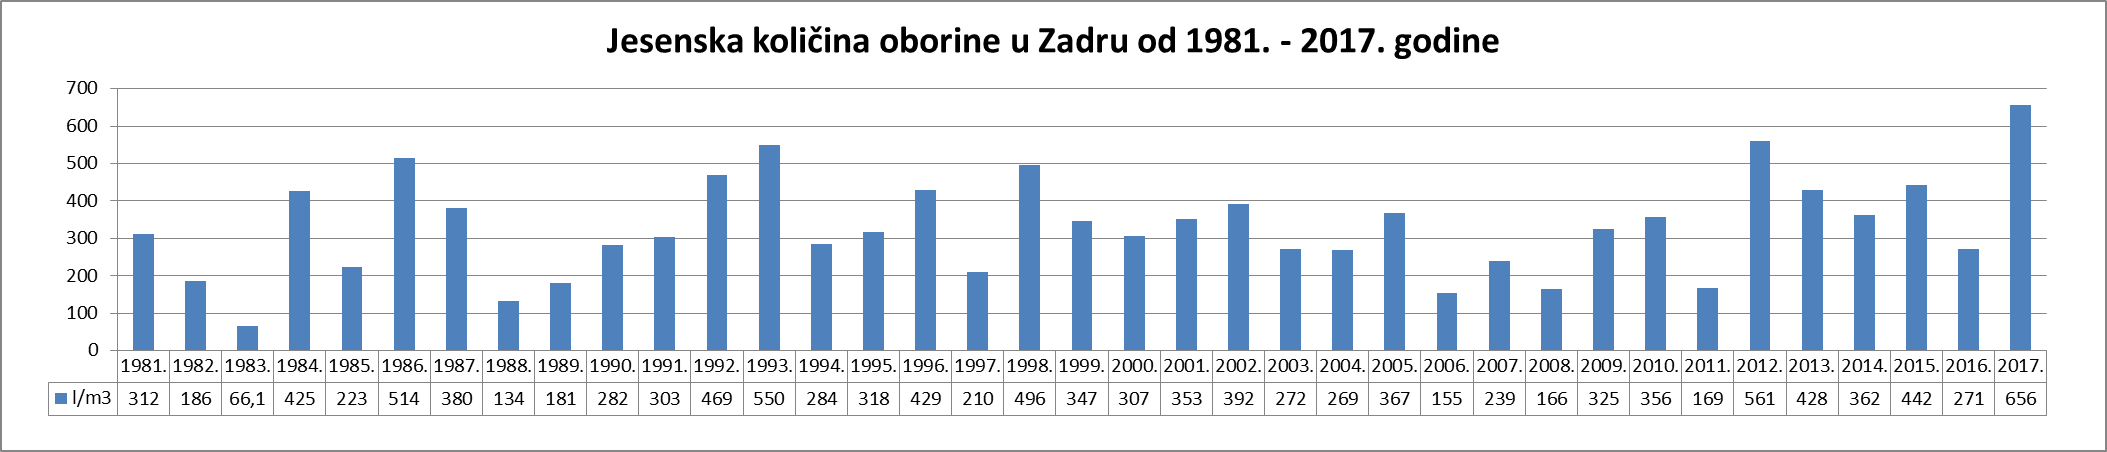 Jesenska količina oborine u Zadru od 1981. - 2017. godine
700
600
500
400
300
200
100
0
1981. 1982. 1983. 1984. 1985. 1986. 1987. 1988. 1989. 1990. 1991. 1992. 1993. 1994. 1995. 1996. 1997. 1998. 1999. 2000. 2001. 2002. 2003. 2004. 2005. 2006. 2007. 2008. 2009. 2010. 2011. 2012. 2013. 2014. 2015. 2016. 2017.
l/m3 312 186 66,1 425 223 514 380 134 181 282 303 469 550 284 318 429 210 496 347 307 353 392 272 269 367 155 239 166 325 356 169 561 428 362 442 271 656